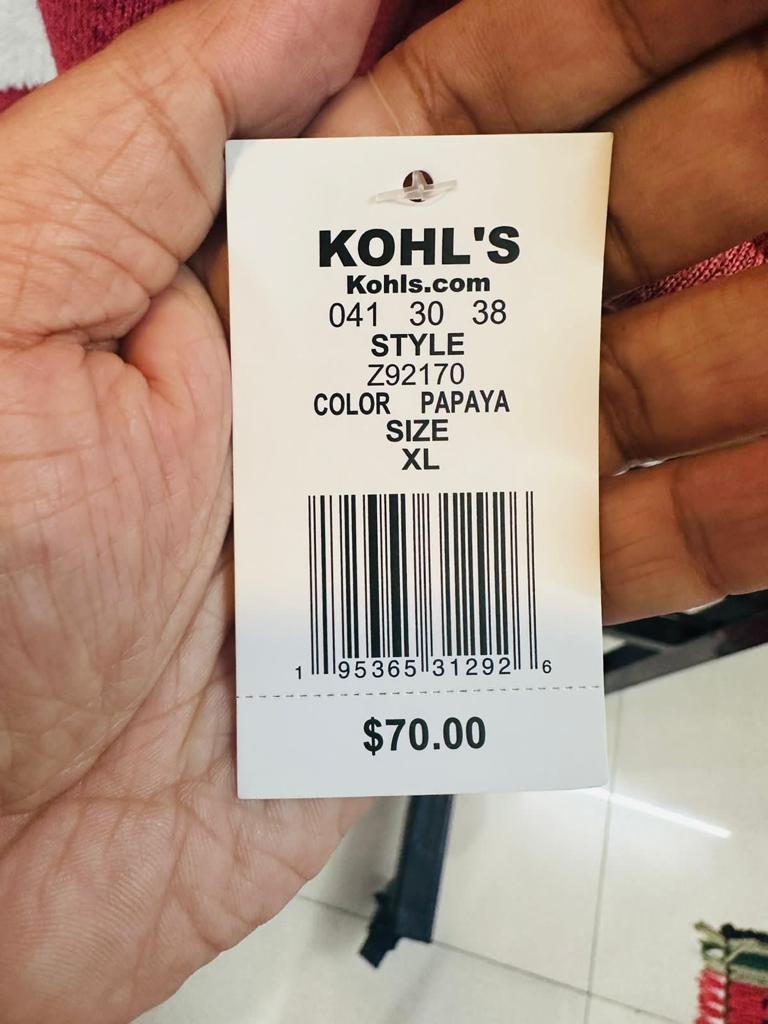 KOHL'S
Kohls.com
041 30 38
STYLE
Z92170
COLOR PAPAYA
SIZE
XL
1 95365 31292 6
$70.00